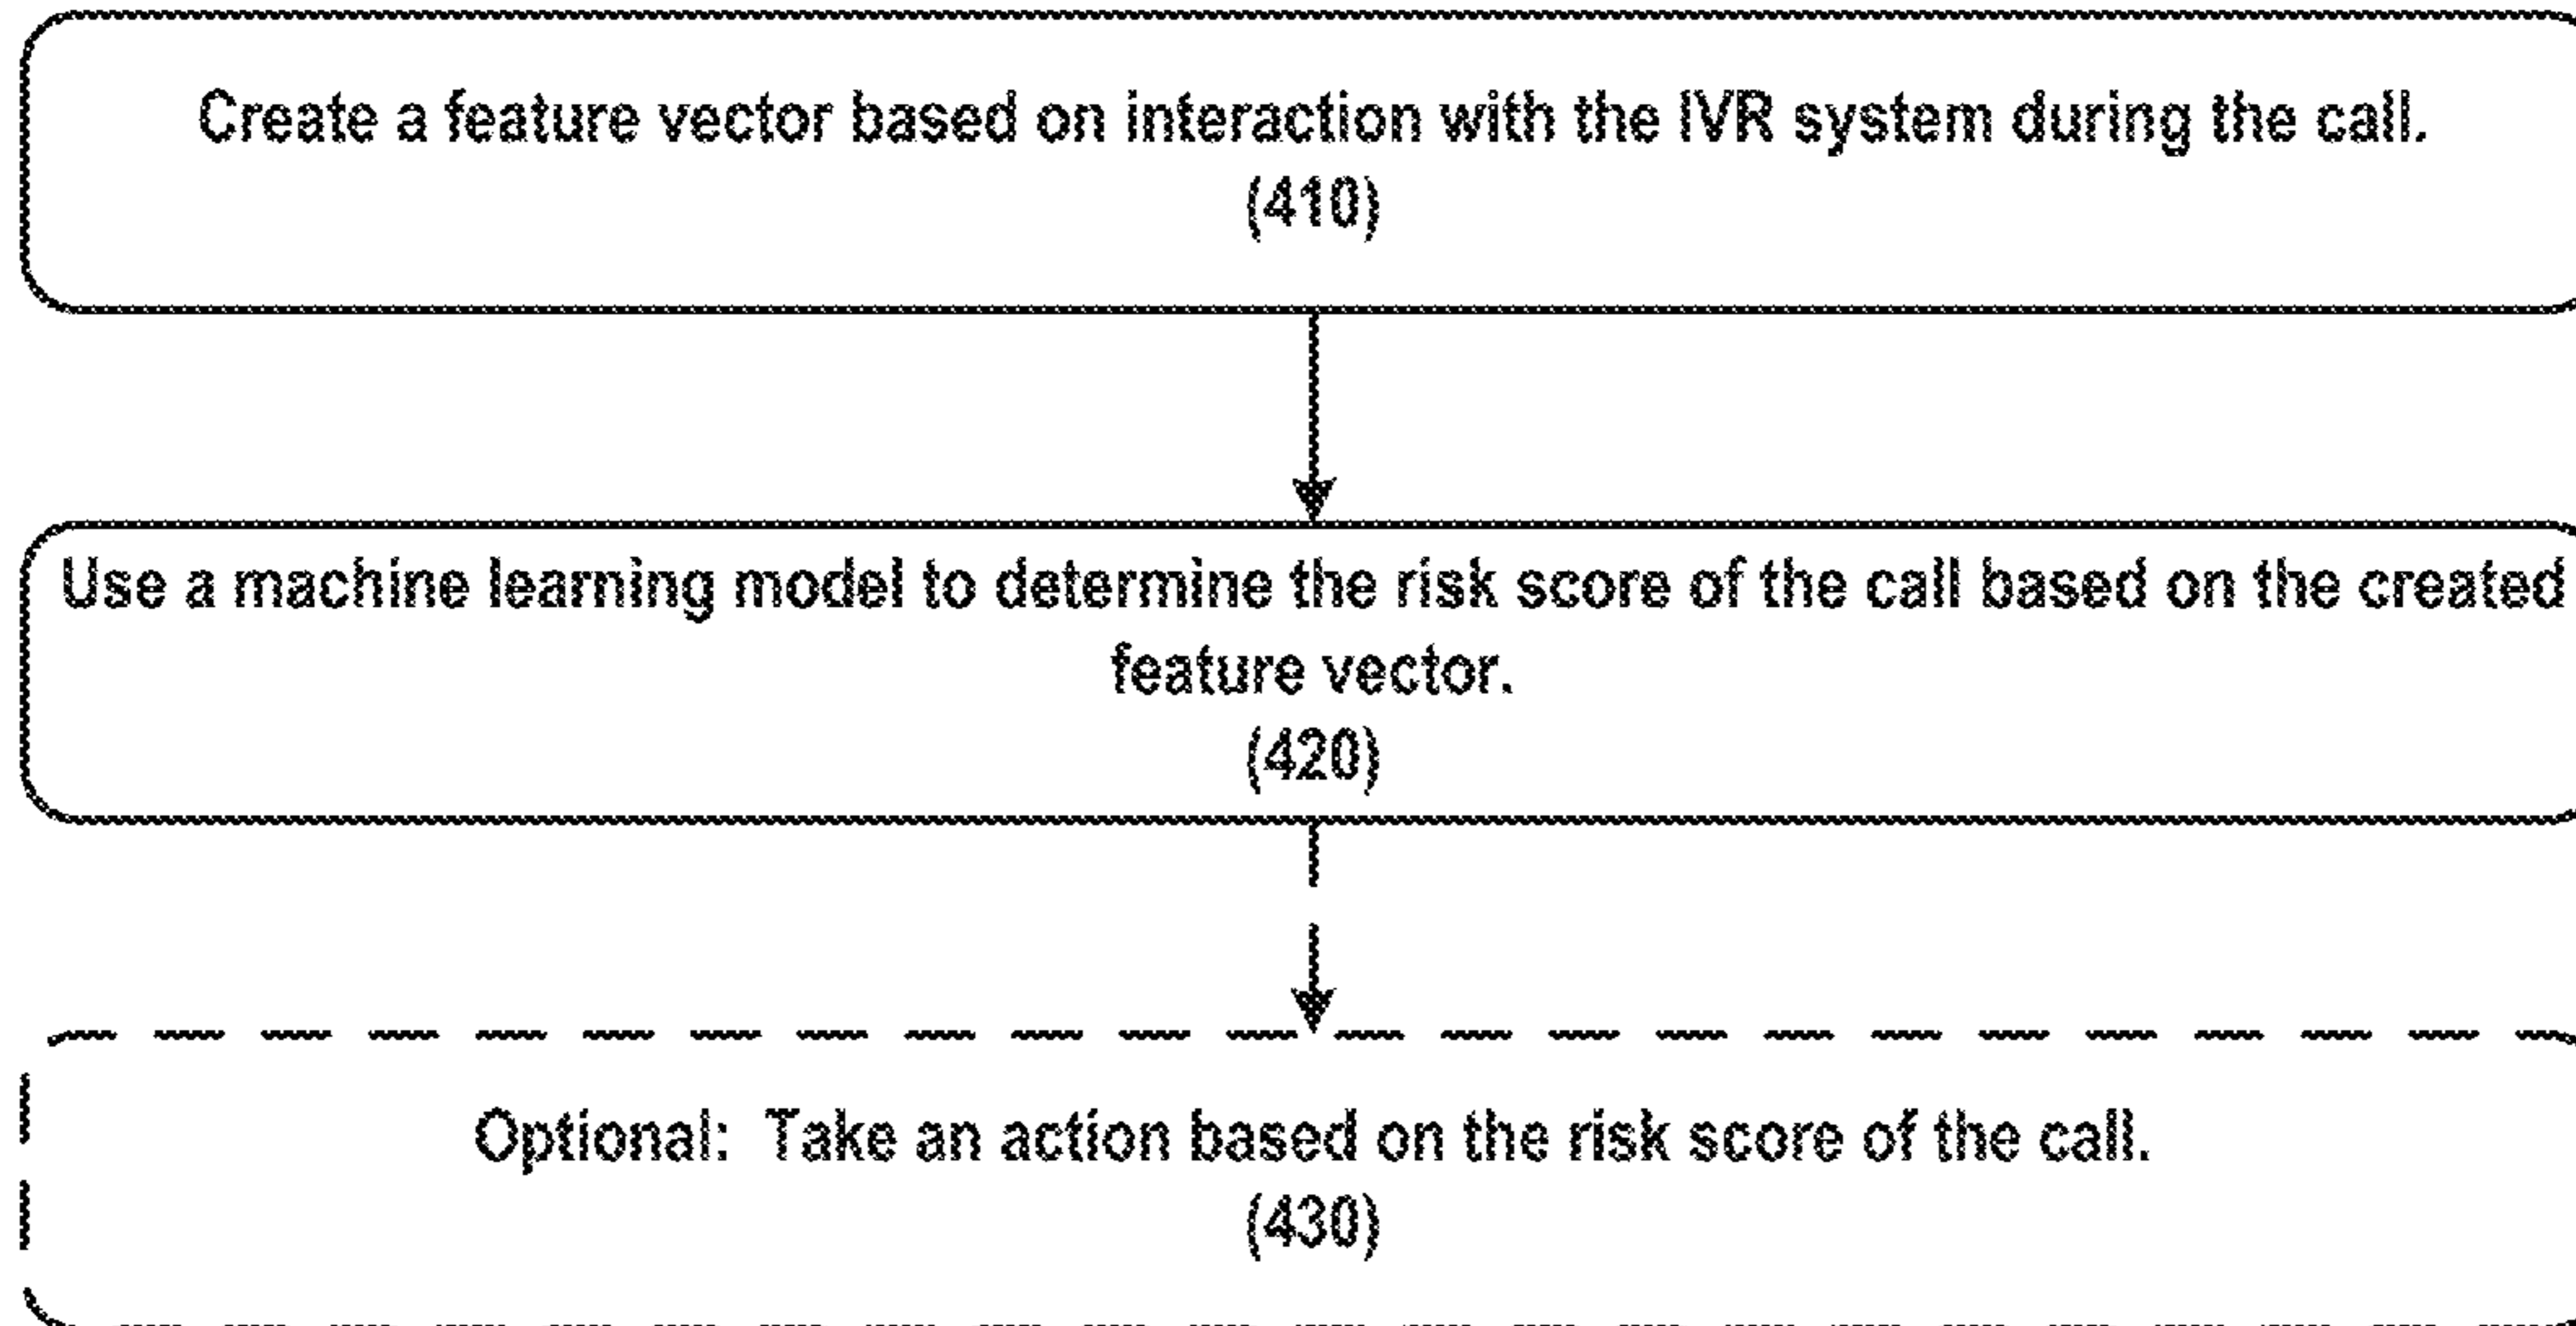 Create a feature vector based on interaction with the IVR system during the call.
(410)
Use a machine learning model to determine the risk score of the call based on the created
feature vector.
(420)
Optional: Take an action based on the risk score of the call.
(430)